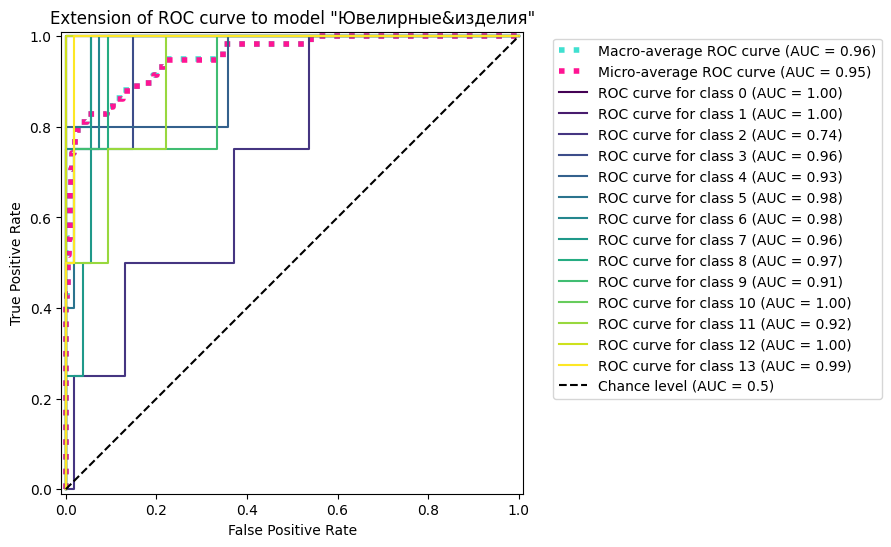 Extension of ROC curve to model "Ювелирные&изделия"
True Positive Rate
1.0
0.8
0.6
0.4
0.2
0.0
0.0 0.2 0.4 0.6 0.8 1.0
False Positive Rate
Macro-average ROC curve (AUC = 0.96)
Micro-average ROC curve (AUC = 0.95)
ROC curve for class 0 (AUC = 1.00)
ROC curve for class 1 (AUC = 1.00)
ROC curve for class 2 (AUC = 0.74)
ROC curve for class 3 (AUC = 0.96)
ROC curve for class 4 (AUC = 0.93)
ROC curve for class 5 (AUC = 0.98)
ROC curve for class 6 (AUC = 0.98)
ROC curve for class 7 (AUC = 0.96)
ROC curve for class 8 (AUC = 0.97)
ROC curve for class 9 (AUC = 0.91)
ROC curve for class 10 (AUC = 1.00)
ROC curve for class 11 (AUC = 0.92)
ROC curve for class 12 (AUC = 1.00)
ROC curve for class 13 (AUC = 0.99)
Chance level (AUC = 0.5)